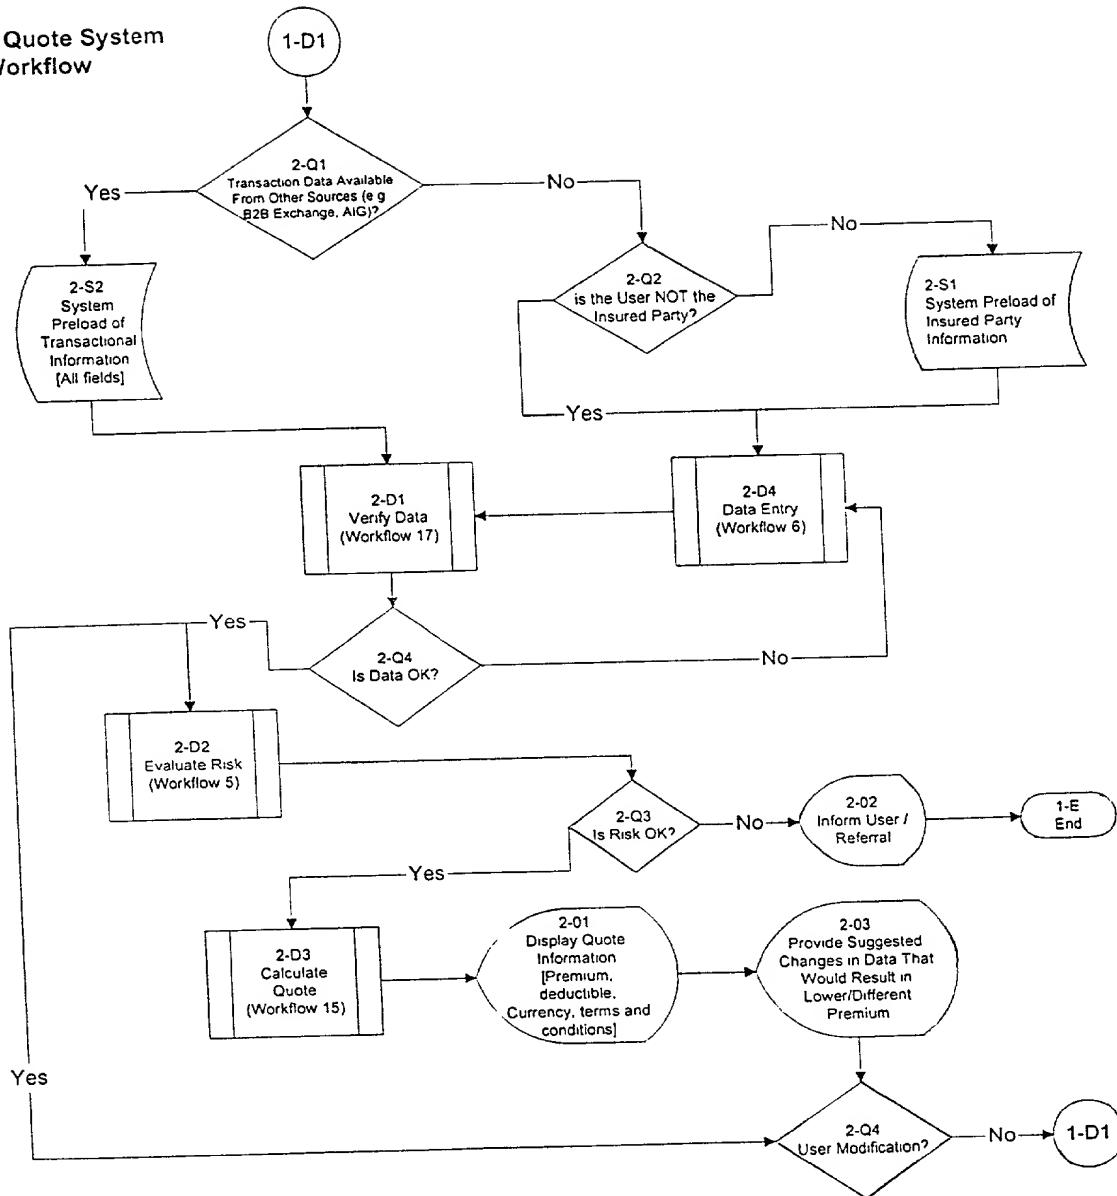 Quote System
Workflow
1-D1
2-Q1
Transaction Data Available
From Other Sources (e g
B2B Exchange, AIG)?
Yes
No
No
2-S2
System
Preload of
Transactional
Information
[All fields]
2-Q2
is the User NOT the
Insured Party?
2-S1
System Preload of
Insured Party
Information
Yes
2-D1
Verify Data
(Workflow 17)
2-D4
Data Entry
(Workflow 6)
Yes
2-Q4
Is Data OK?
No
2-D2
Evaluate Risk
(Workflow 5)
2-Q3
Is Risk OK?
No
2-02
Inform User /
Referral
1-E
End
Yes
2-D3
Calculate
Quote
(Workflow 15)
2-01
Display Quote
Information
[Premium,
deductible,
Currency, terms and
conditions]
2-03
Provide Suggested
Changes in Data That
Would Result in
Lower/Different
Premium
Yes
2-Q4
User Modification?
No
1-D1